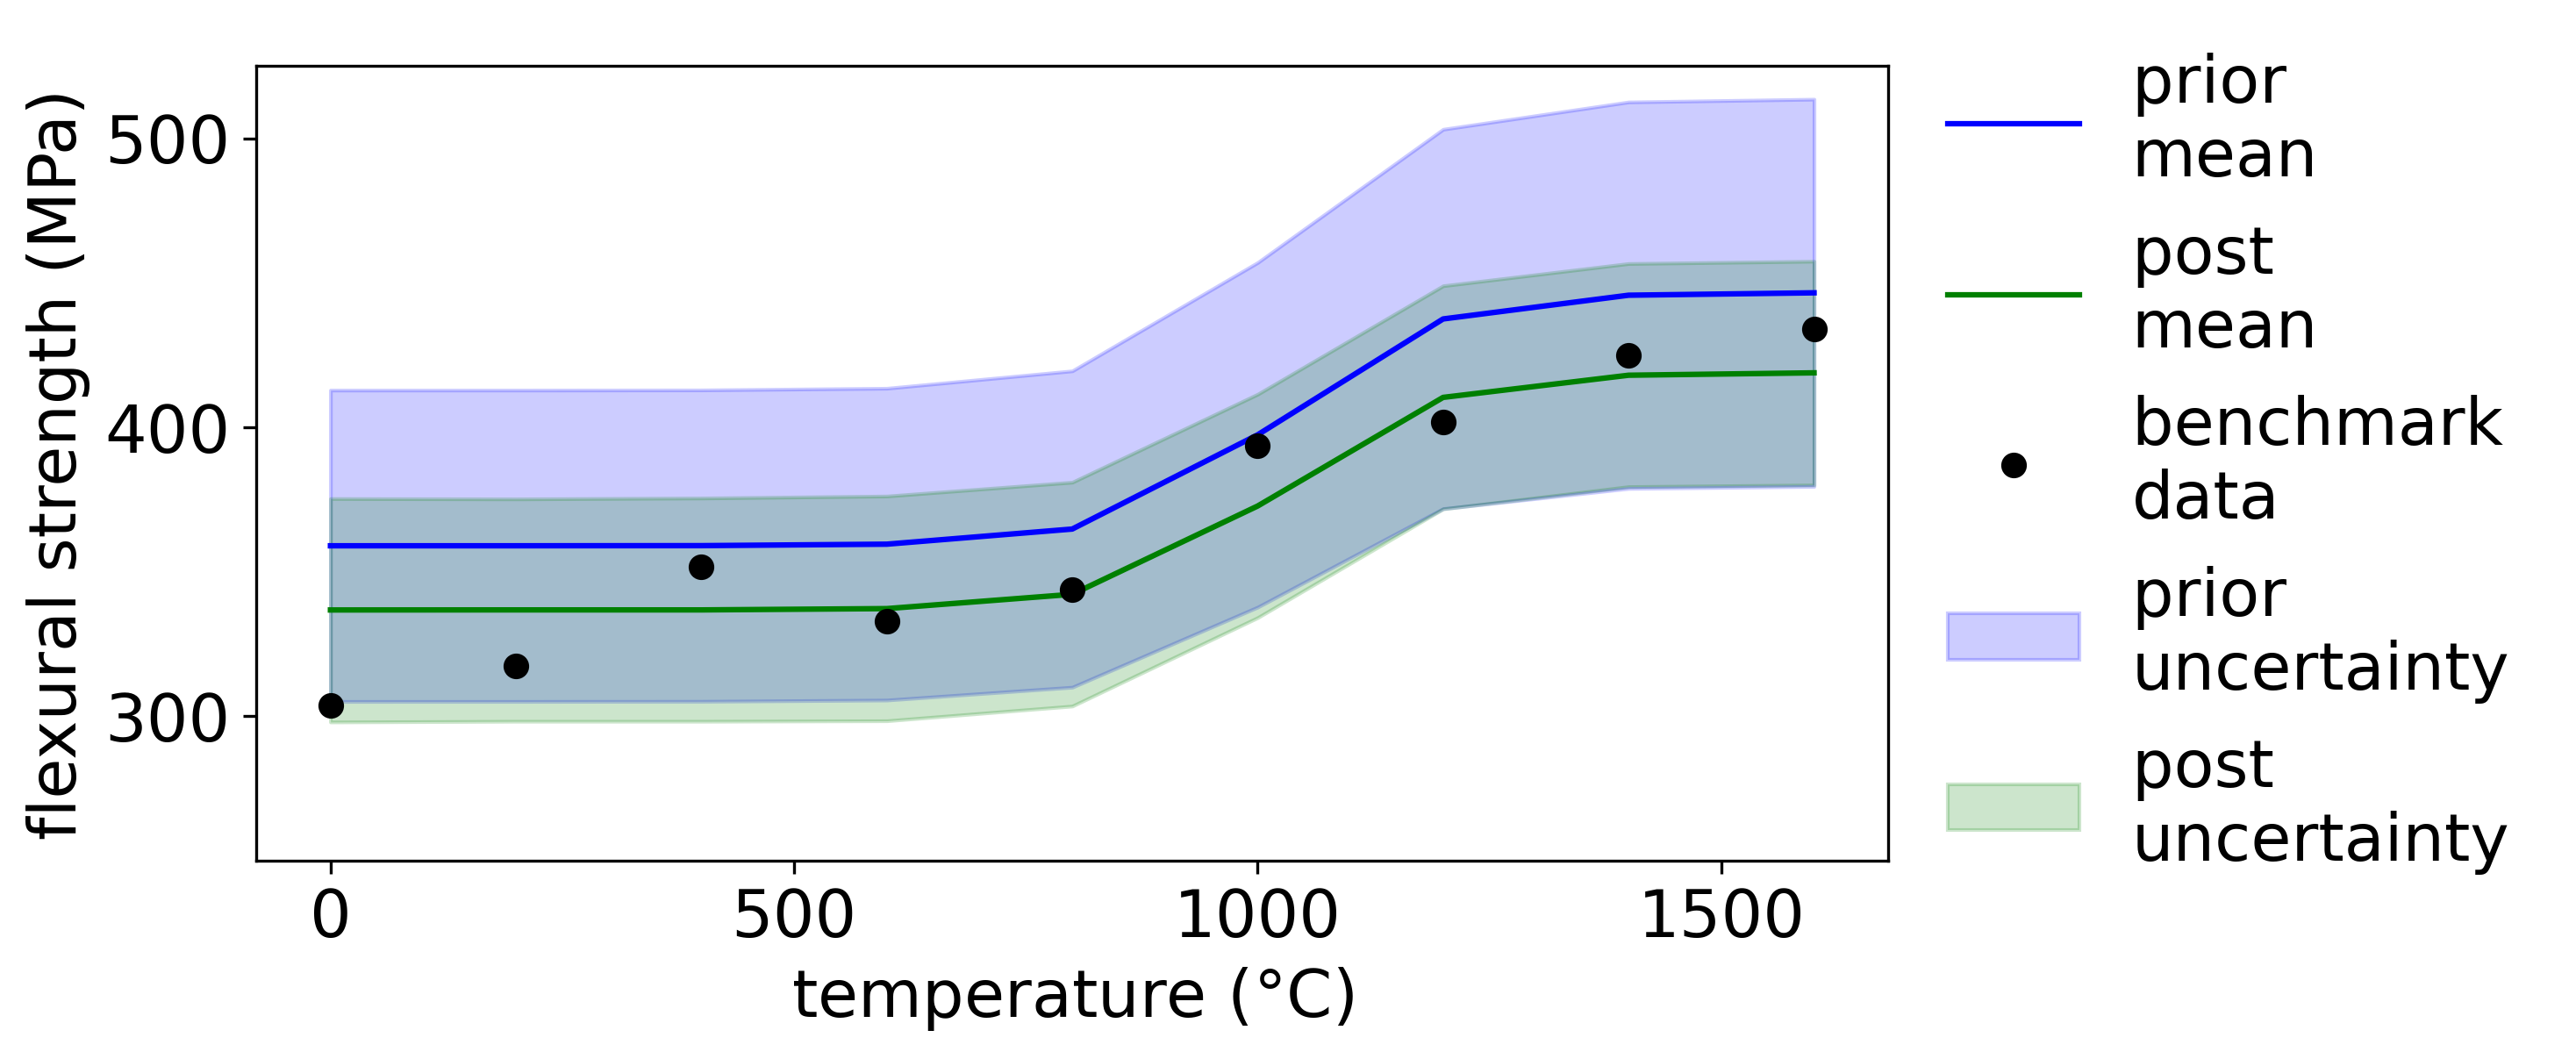 flexural strength (MPa)
500
400
300
0
500
1000
1500
temperature (°C)
prior
mean
post
mean
benchmark
data
prior
uncertainty
post
uncertainty